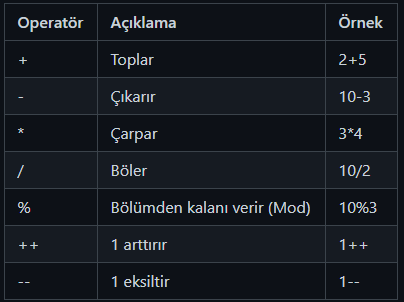 Operatör Açıklama Örnek
+ Toplar 2+5
- Çıkarır 10-3
* Çarpar 3*4
/ Böler 10/2
% Bölümden kalanı verir (Mod) 10%3
++ 1 arttırır 1++
-- 1 eksiltir 1--